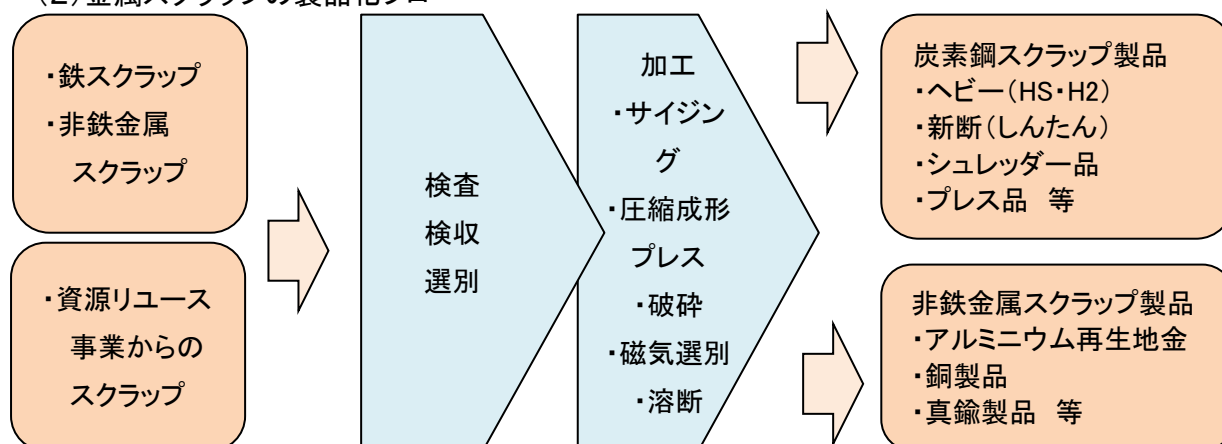 (2)金属スクラップの製品化フロー
・鉄スクラップ
・非鉄金属
スクラップ
・資源リユース
事業からの
スクラップ
検査
検収
選別
加工
・サイジン
グ
・圧縮成形
プレス
・破砕
・磁気選別
・溶断
炭素鋼スクラップ製品
・ヘビー(HS・H2)
・新断(しんたん)
・シュレッダー品
・プレス品 等
非鉄金属スクラップ製品
・アルミニウム再生地金
・銅製品
・真鍮製品 等